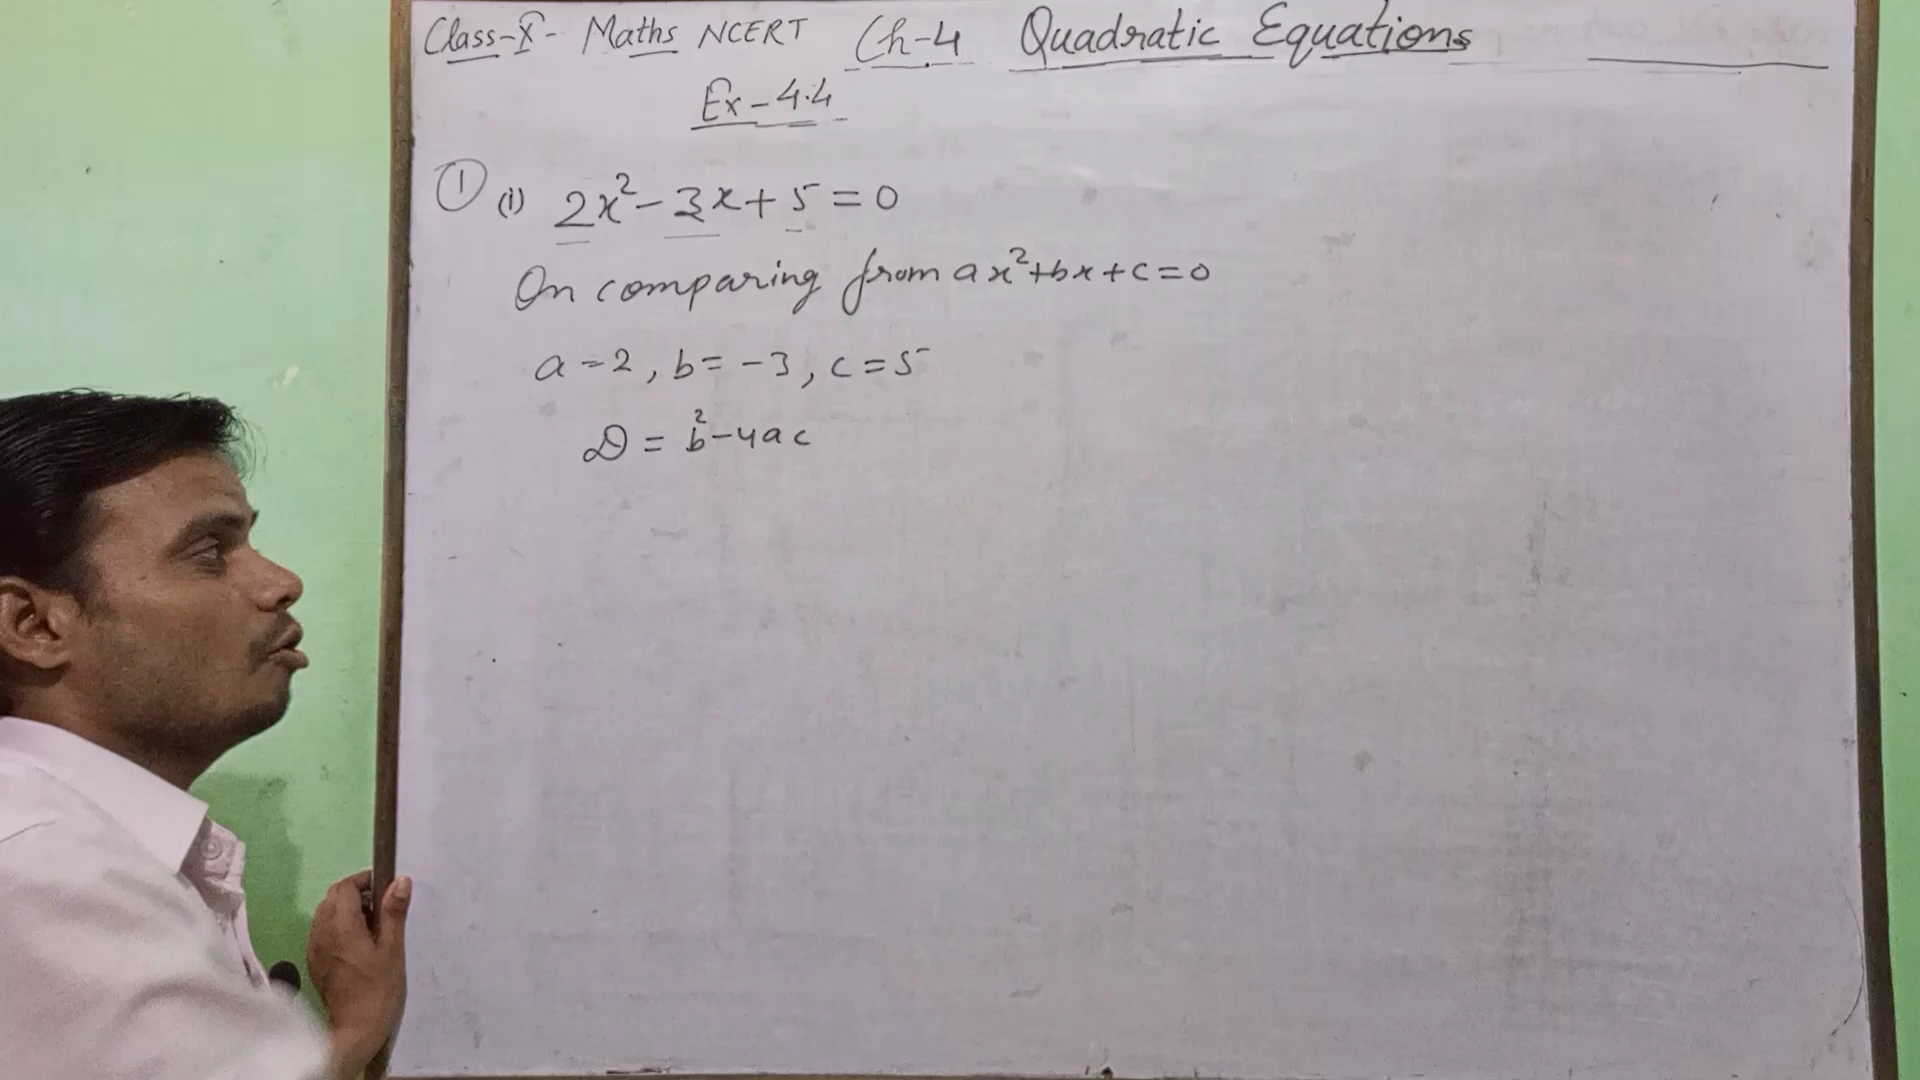 Class-X- Maths NCERT Ch-4 Quadratic Equations
Ex-4.4
① (i) 2x²-3x+5=0
On comparing from ax²+bx+c=0
a=2, b=-3, c=5
D = b²-4ac